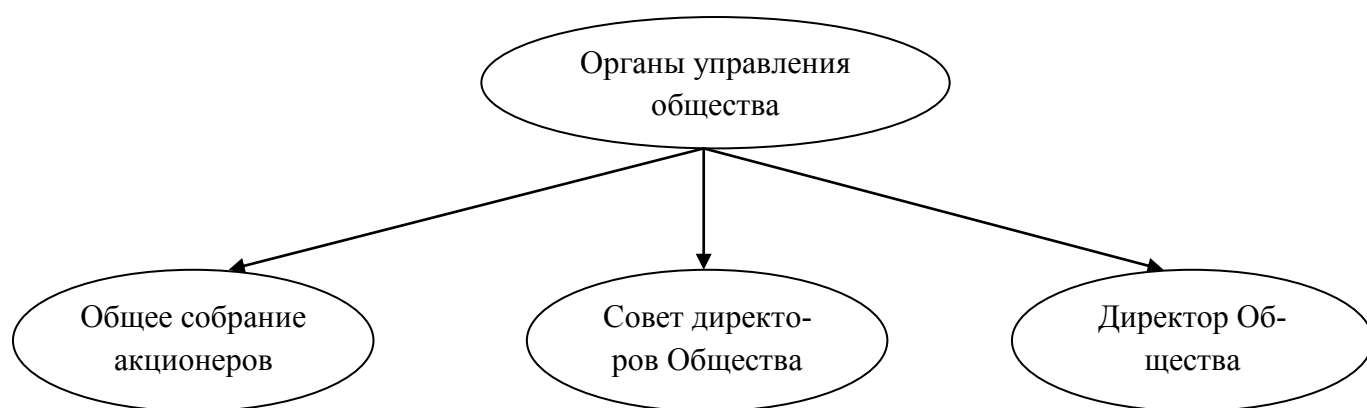 Органы управления
общества
Общее собрание
акционеров
Совет директо-
ров Общества
Директор Об-
щества